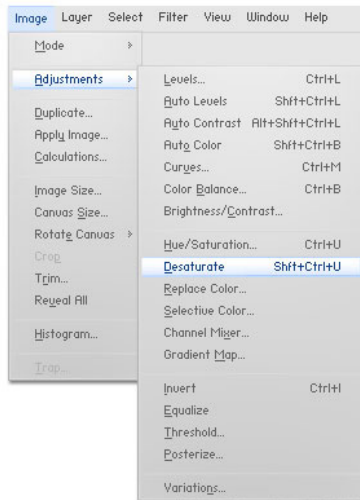 Image Layer Select Filter View Window Help
Mode
Adjustments
Duplicate...
Apply Image...
Calculations...
Image Size...
Canvas Size...
Rotate Canvas
Crop
Trim...
Reveal All
Histogram...
Trap...
Levels... Ctrl+L
Auto Levels Shft+Ctrl+L
Auto Contrast Alt+Shft+Ctrl+L
Auto Color Shft+Ctrl+B
Curves... Ctrl+M
Color Balance... Ctrl+B
Brightness/Contrast...
Hue/Saturation... Ctrl+U
Desaturate Shft+Ctrl+U
Replace Color...
Selective Color...
Channel Mixer...
Gradient Map...
Invert Ctrl+I
Equalize
Threshold...
Posterize...
Variations...